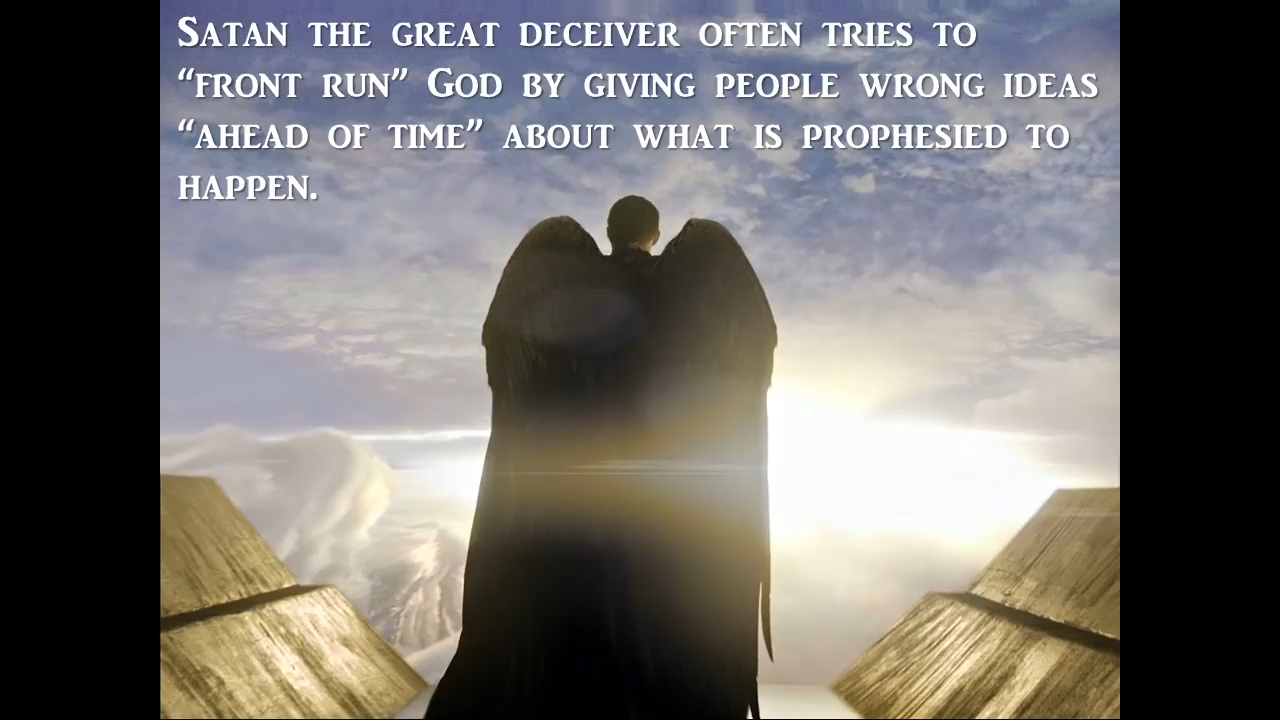 Satan the great deceiver often tries to
“front run” God by giving people wrong ideas
“ahead of time” about what is prophesied to
happen.